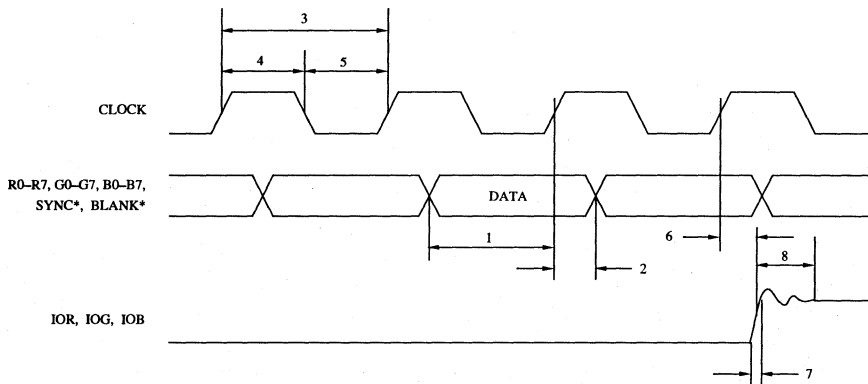 3
4
5
CLOCK
R0–R7, G0–G7, B0–B7,
SYNC*, BLANK*
DATA
1
2
6
8
IOR, IOG, IOB
7